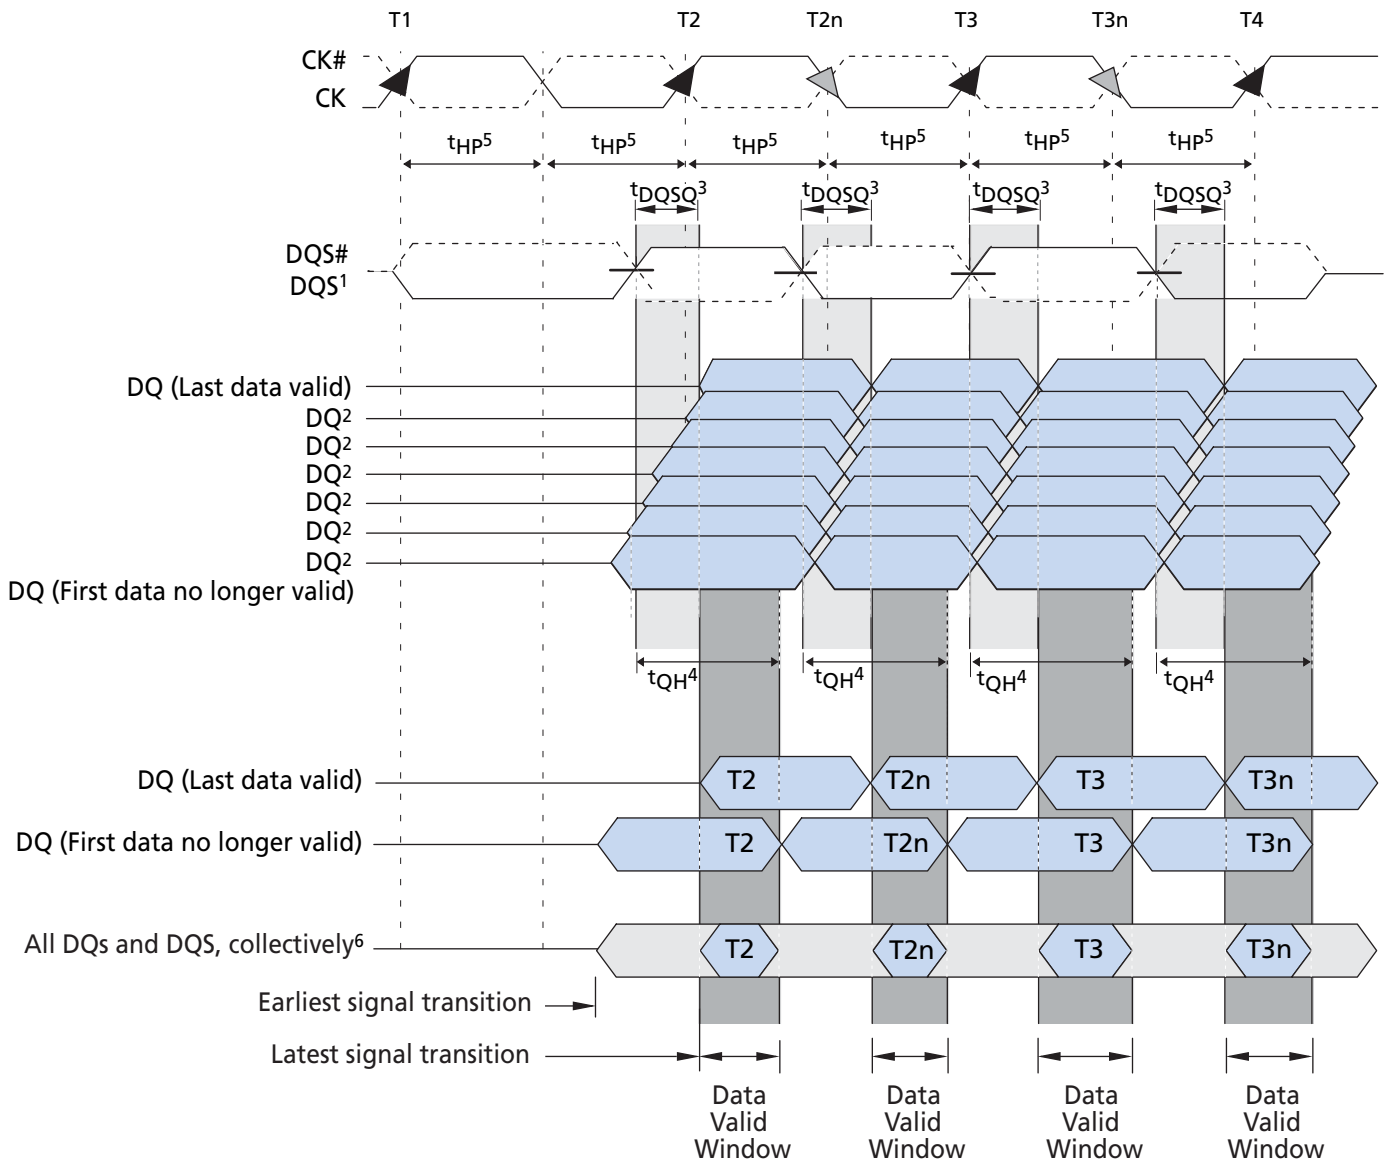 T1 T2 T2n T3 T3n T4
CK#
CK
tHP5 tHP5 tHP5 tHP5 tHP5 tHP5
tDQSQ3 tDQSQ3 tDQSQ3 tDQSQ3
DQS#
DQS1
DQ (Last data valid)
DQ2
DQ2
DQ2
DQ2
DQ2
DQ2
DQ (First data no longer valid)
tQH4 tQH4 tQH4 tQH4
DQ (Last data valid) T2 T2n T3 T3n
DQ (First data no longer valid) T2 T2n T3 T3n
All DQs and DQS, collectively6 T2 T2n T3 T3n
Earliest signal transition
Latest signal transition
Data Data Data Data
Valid Valid Valid Valid
Window Window Window Window